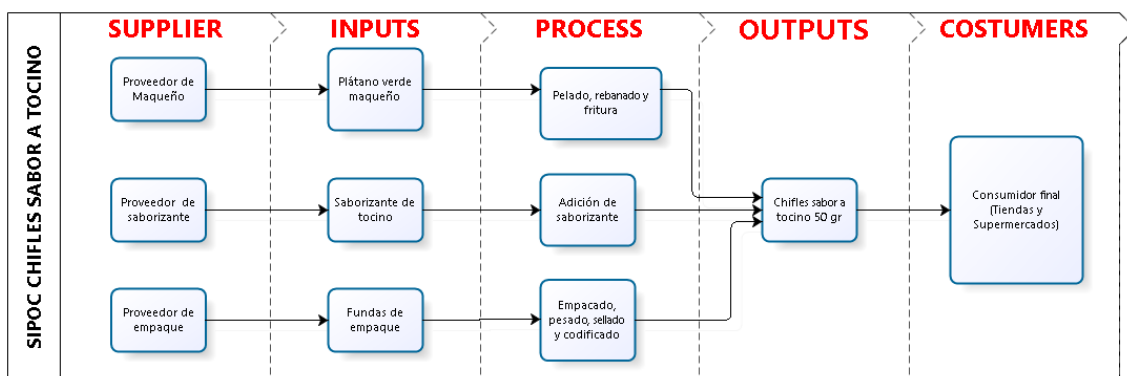 SIPOC CHIFLES SABOR A TOCINO
SUPPLIER
INPUTS
PROCESS
OUTPUTS
COSTUMERS
Proveedor de
Maqueño
Plátano verde
maqueño
Pelado, rebanado y
fritura
Proveedor de
saborizante
Saborizante de
tocino
Adición de
saborizante
Chifles sabor a
tocino 50 gr
Consumidor final
(Tiendas y
Supermercados)
Proveedor de
empaque
Fundas de
empaque
Empacado,
pesado, sellado
y codificado